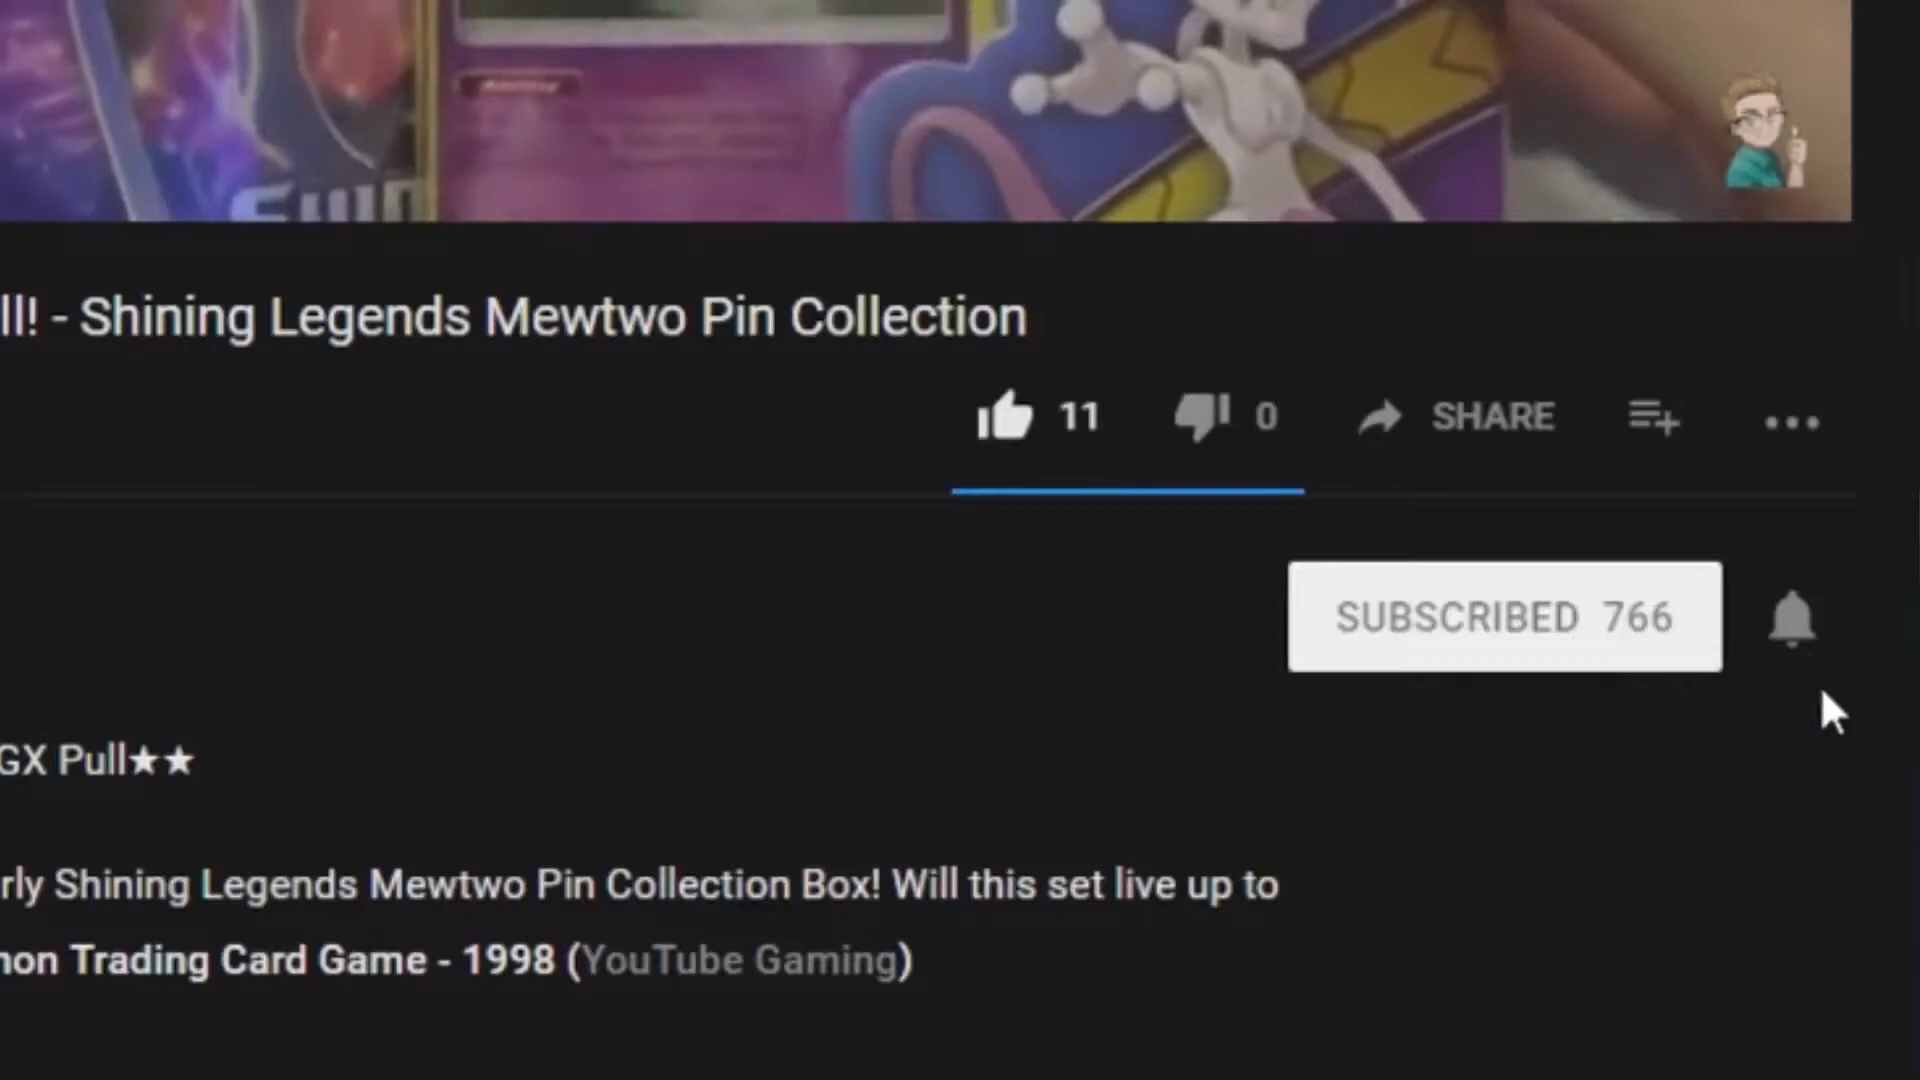 ll! - Shining Legends Mewtwo Pin Collection
11 0 SHARE
SUBSCRIBED 766
GX Pull★★
rly Shining Legends Mewtwo Pin Collection Box! Will this set live up to
non Trading Card Game - 1998 (YouTube Gaming)